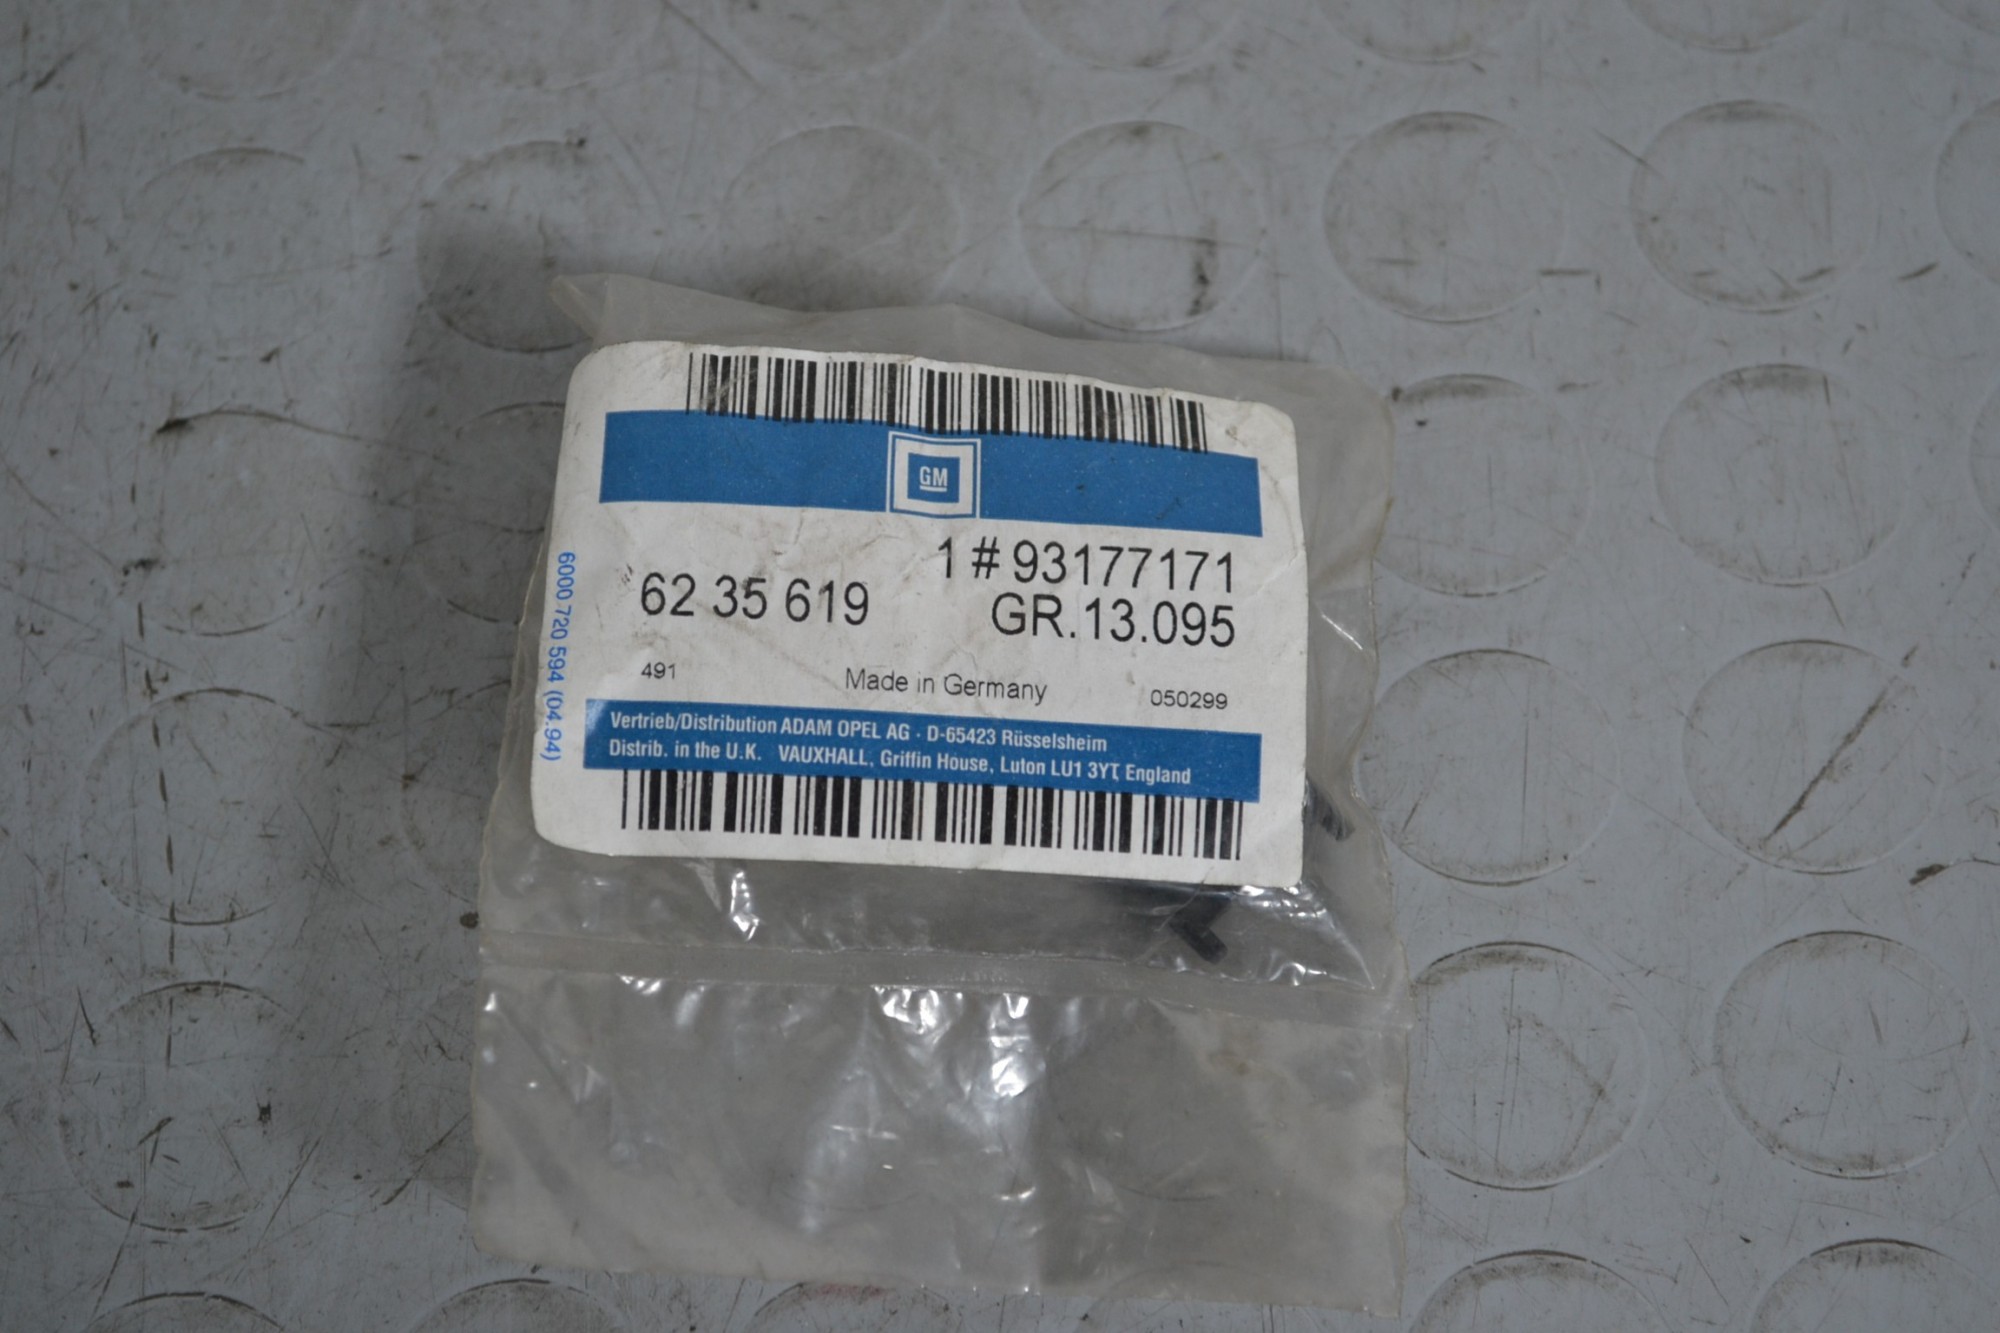 GM
1 # 93177171
62 35 619 GR.13.095
491 Made in Germany 050299
Vertrieb/Distribution ADAM OPEL AG · D-65423 Rüsselsheim
Distrib. in the U.K. VAUXHALL, Griffin House, Luton LU1 3YT, England
6000.720 594 (04.94)